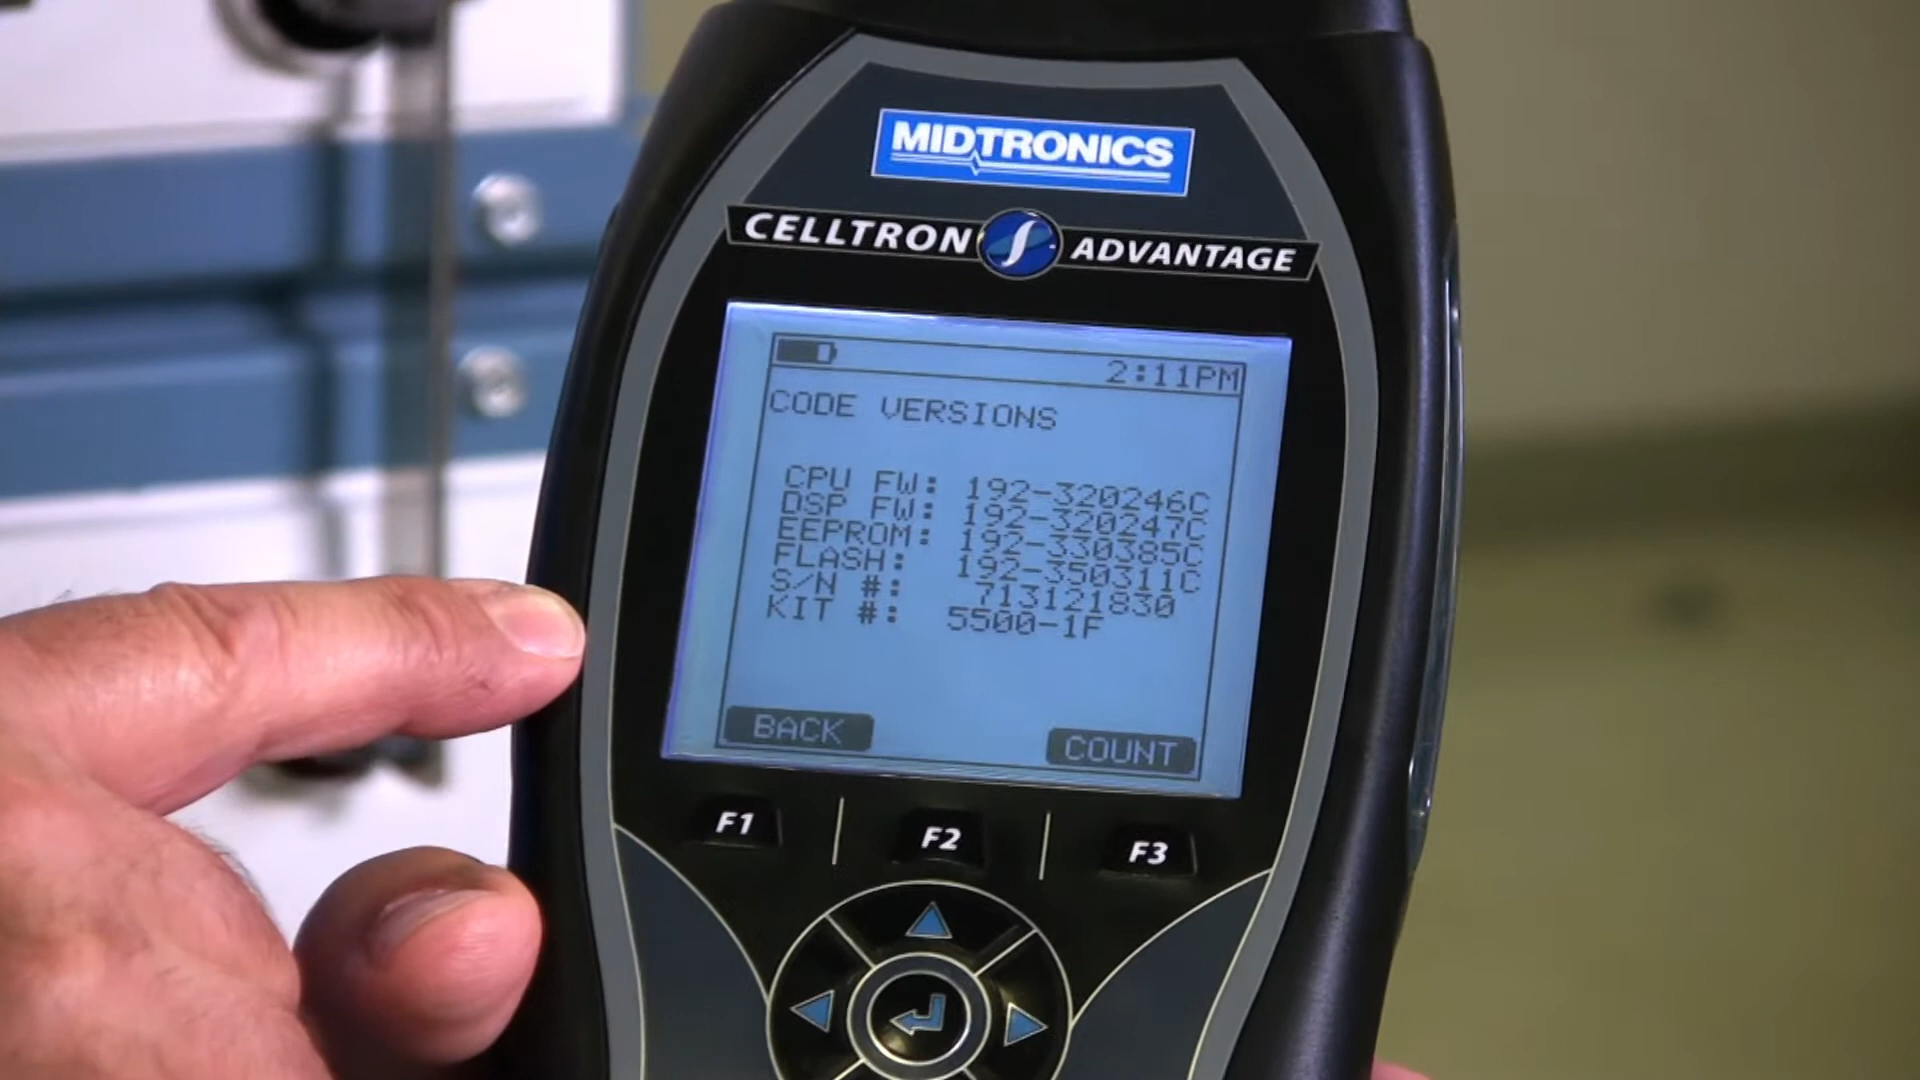 MIDTRONICS
CELLTRON ADVANTAGE
2:11PM
CODE VERSIONS
CPU FW: 192-320246C
DSP FW: 192-320247C
EEPROM: 192-330385C
FLASH: 192-350311C
S/N #: 713121830
KIT #: 5500-1F
BACK COUNT
F1 F2 F3